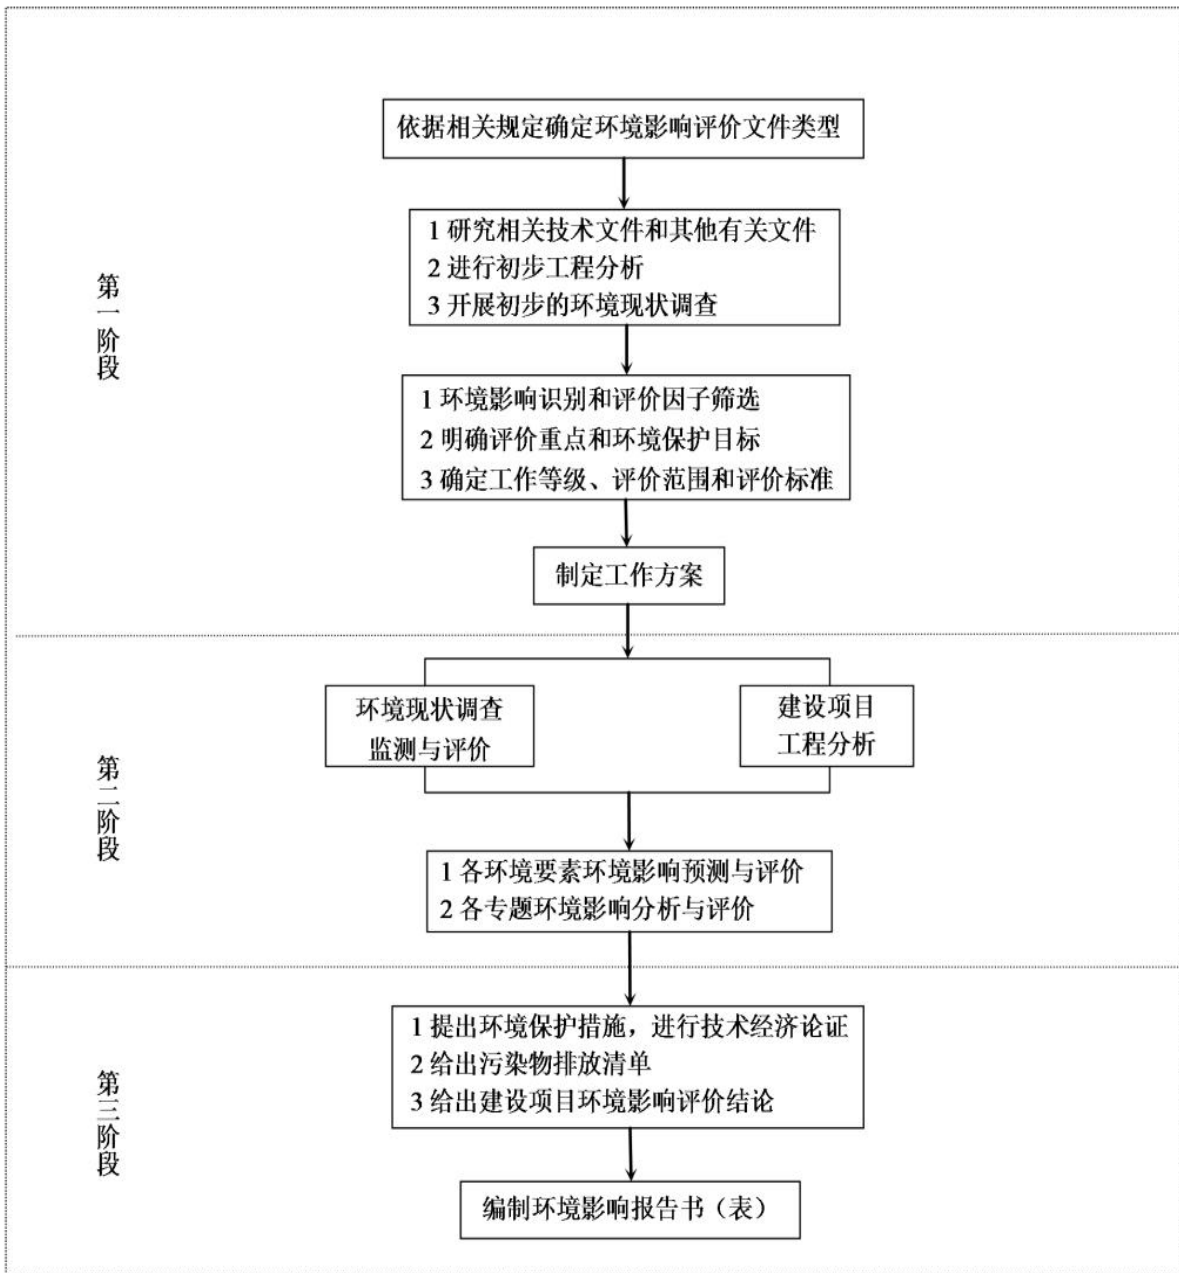 依据相关规定确定环境影响评价文件类型
1 研究相关技术文件和其他有关文件
2 进行初步工程分析
3 开展初步的环境现状调查
第一阶段
1 环境影响识别和评价因子筛选
2 明确评价重点和环境保护目标
3 确定工作等级、评价范围和评价标准
制定工作方案
环境现状调查
监测与评价
建设项目
工程分析
第二阶段
1 各环境要素环境影响预测与评价
2 各专题环境影响分析与评价
1 提出环境保护措施，进行技术经济论证
2 给出污染物排放清单
3 给出建设项目环境影响评价结论
第三阶段
编制环境影响报告书（表）